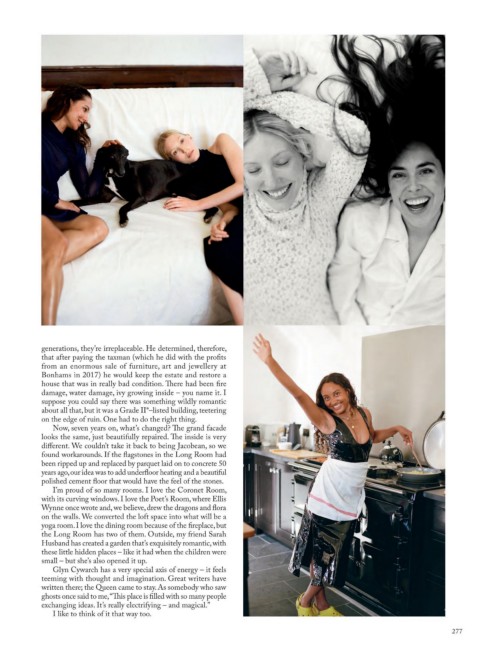 generations, they're irreplaceable. He determined, therefore,
that after paying the taxman (which he did with the profits
from an enormous sale of furniture, art and jewellery at
Bonhams in 2017) he would keep the estate and restore a
house that was in really bad condition. There had been fire
damage, water damage, ivy growing inside – you name it. I
suppose you could say there was something wildly romantic
about all that, but it was a Grade II*-listed building, teetering
on the edge of ruin. One had to do the right thing.
Now, seven years on, what's changed? The grand facade
looks the same, just beautifully repaired. The inside is very
different. We couldn't take it back to being Jacobean, so we
found workarounds. If the flagstones in the Long Room had
been ripped up and replaced by parquet laid on to concrete 50
years ago, our idea was to add underfloor heating and a beautiful
polished cement floor that would have the feel of the stones.
I'm proud of so many rooms. I love the Coronet Room,
with its curving windows. I love the Poet's Room, where Ellis
Wynne once wrote and, we believe, drew the dragons and flora
on the walls. We converted the loft space into what will be a
yoga room. I love the dining room because of the fireplace, but
the Long Room has two of them. Outside, my friend Sarah
Husband has created a garden that's exquisitely romantic, with
these little hidden places – like it had when the children were
small – but she's also opened it up.
Glyn Cywarch has a very special axis of energy – it feels
teeming with thought and imagination. Great writers have
written there; the Queen came to stay. As somebody who saw
ghosts once said to me, "This place is filled with so many people
exchanging ideas. It's really electrifying – and magical."
I like to think of it that way too.
277